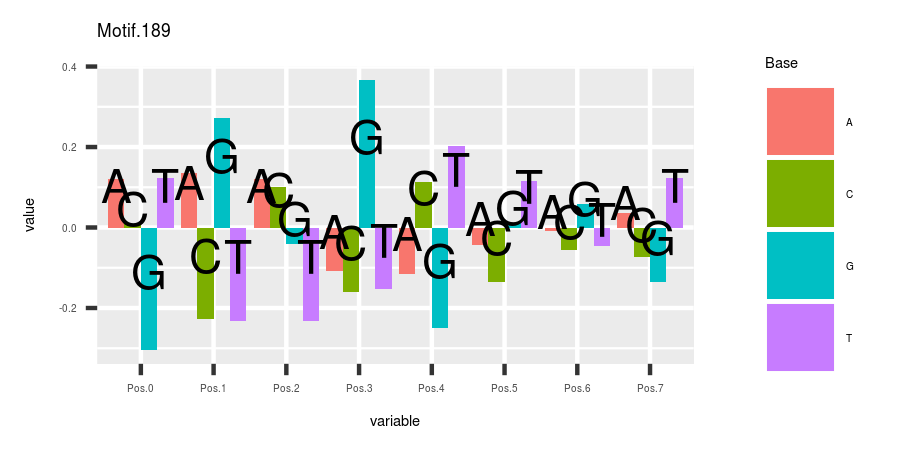 Motif.189
value
0.4
0.2
0.0
-0.2
A C G T A C G T A C G T A C G T A C G T A C G T A C G T A C G T
Pos.0 Pos.1 Pos.2 Pos.3 Pos.4 Pos.5 Pos.6 Pos.7
variable
Base
A
C
G
T